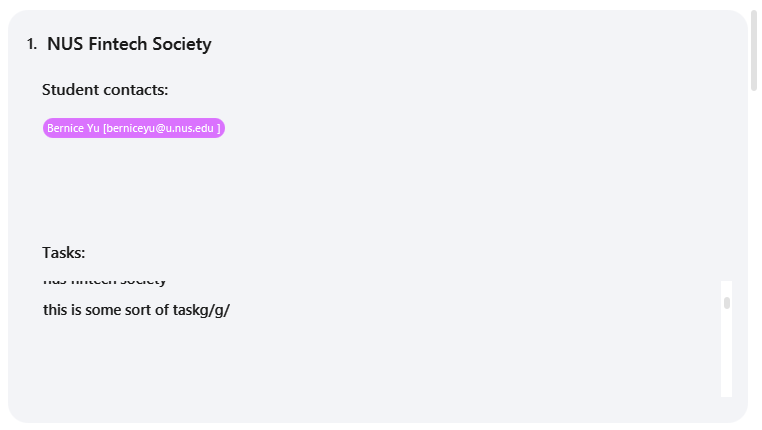 1. NUS Fintech Society
Student contacts:
Bernice Yu [berniceyu@u.nus.edu ]
Tasks:
nus fintech society
this is some sort of taskg/g/